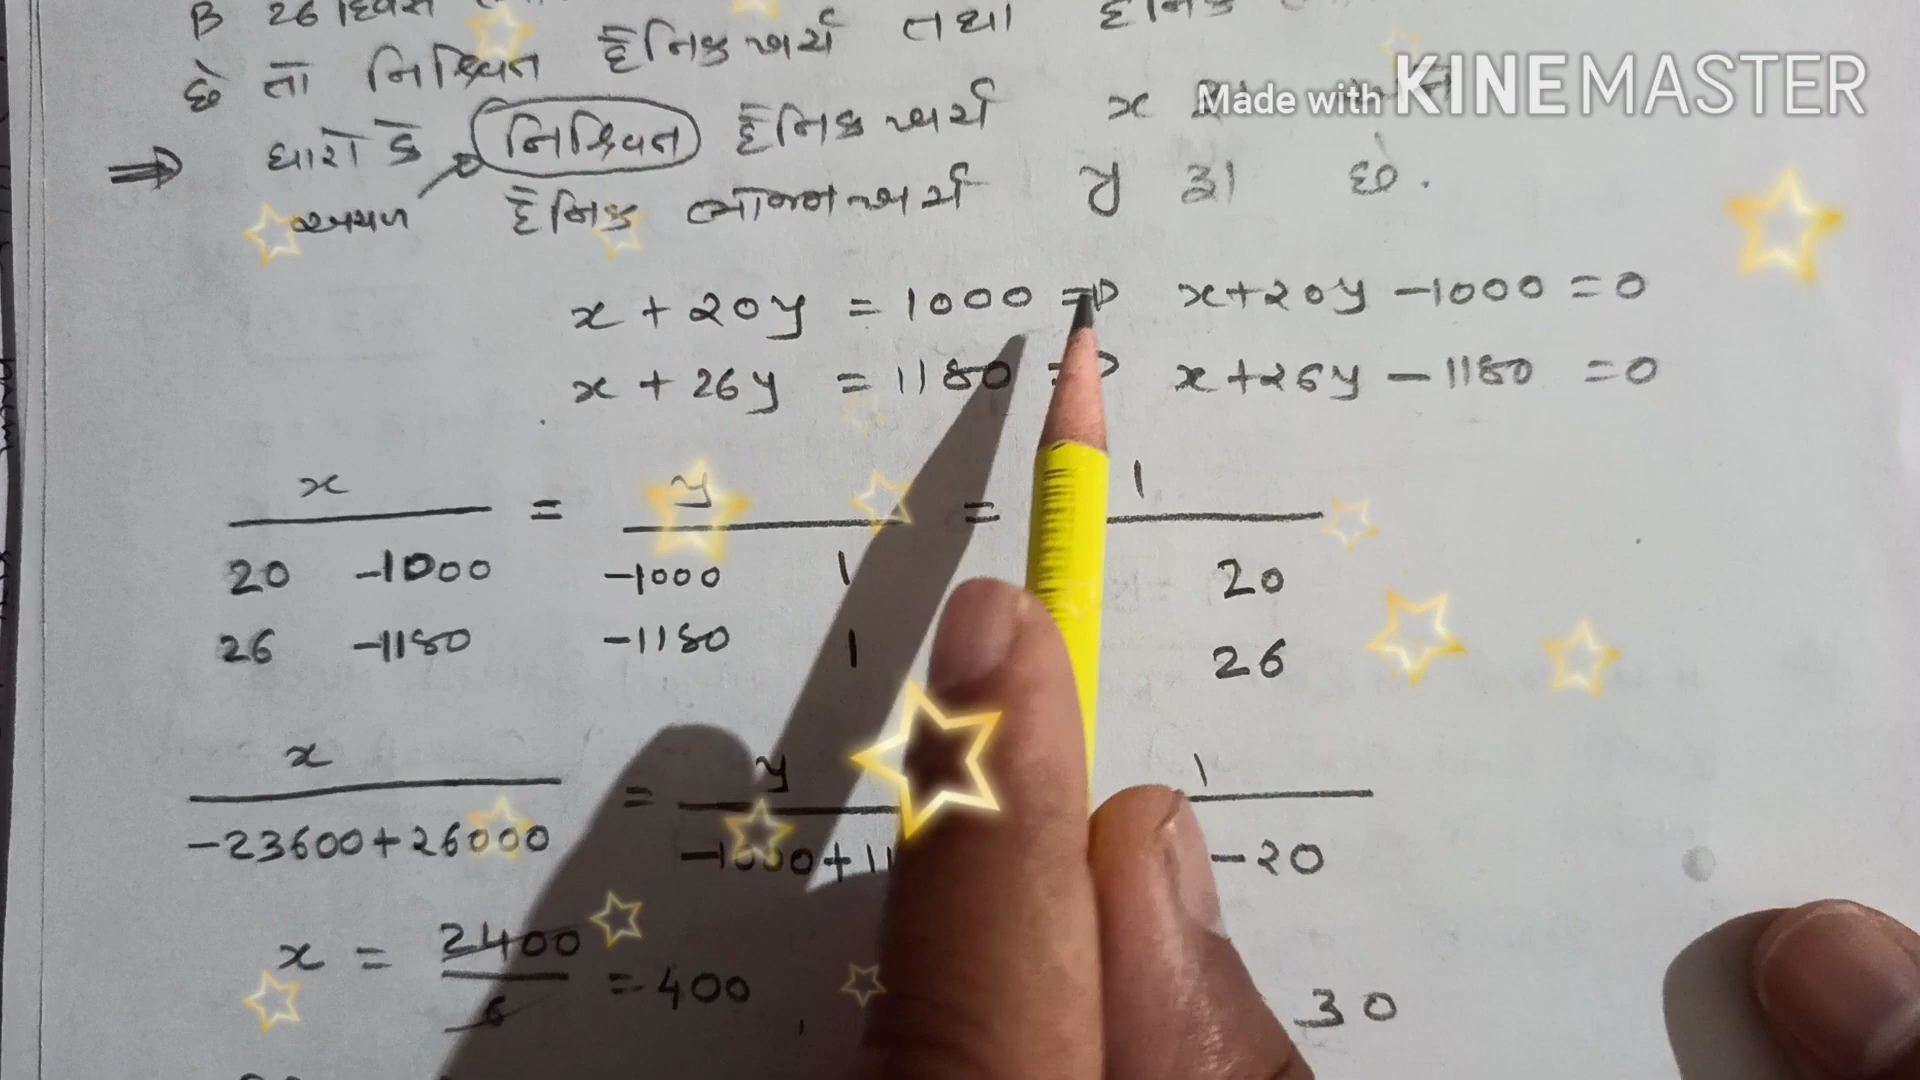 B 26 દિવસ
છે તો નિશ્ચિત દૈનિક ખર્ચ તથા દૈનિક
Made with KINEMASTER
⇒ ધારો કે નિશ્ચિત દૈનિક ખર્ચ x
દૈનિક ભોજન ખર્ચ y રૂા છે.
x + 20y = 1000 ⇒ x + 20y - 1000 = 0
x + 26y = 1180 ⇒ x + 26y - 1180 = 0
x = y = 1
20 -1000 -1000 1 20
26 -1180 -1180 1 26
x = y 1
-23600+26000 -1000+11 -20
x = 2400
6 = 400 , 30